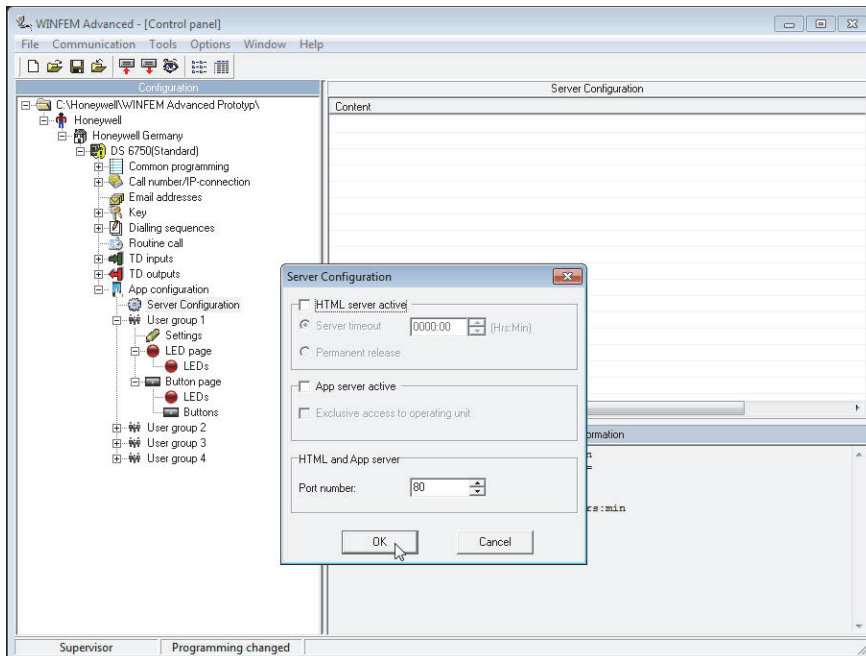 WINFEM Advanced - [Control panel]
File Communication Tools Options Window Help
Configuration
C:\Honeywell\WINFEM Advanced Prototyp\
Honeywell
Honeywell Germany
DS 6750(Standard)
Common programming
Call number/IP-connection
Email addresses
Key
Dialling sequences
Routine call
TD inputs
TD outputs
App configuration
Server Configuration
User group 1
Settings
LED page
LEDs
Button page
LEDs
Buttons
User group 2
User group 3
User group 4
Server Configuration
Content
Server Configuration
HTML server active
Server timeout 0000:00 (Hrs:Min)
Permanent release
App server active
Exclusive access to operating unit
HTML and App server
Port number: 80
OK Cancel
ormation
n
=
rs:min
Supervisor Programming changed